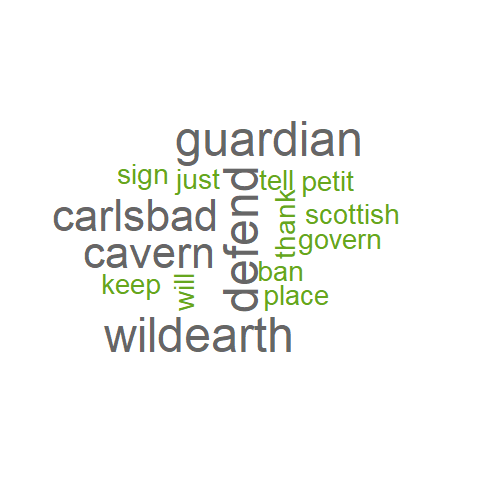 guardian
sign just tell petit
defend
thank
carlsbad scottish
cavern govern
ban
keep will place
wildearth